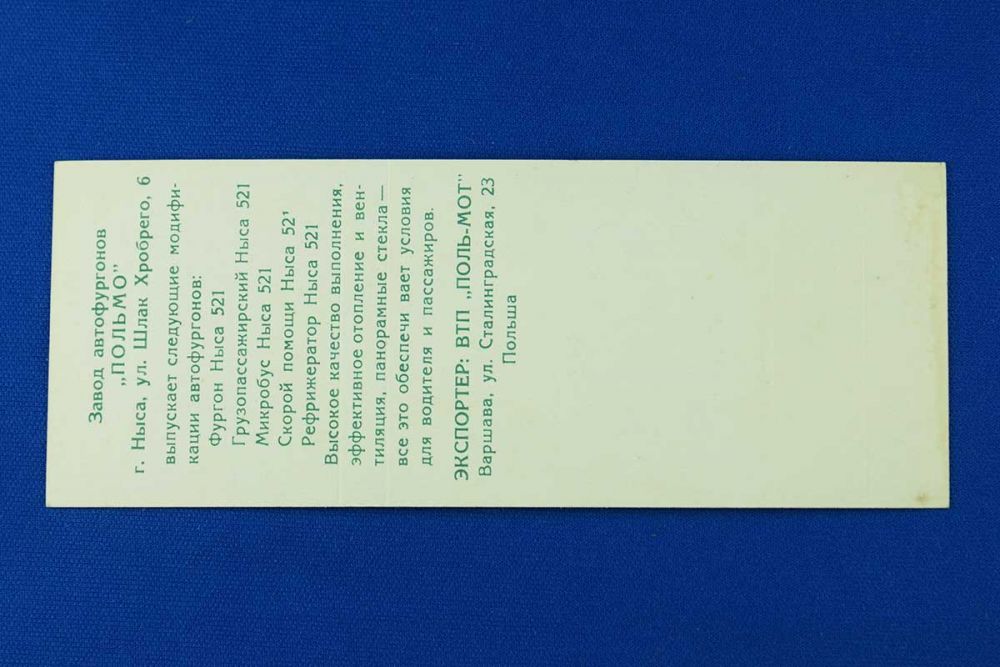 Завод автофургонов
„ПОЛЬМО”
г. Ныса, ул. Шлак Хробрего, 6
выпускает следующие модифи-
кации автофургонов:
Фургон Ныса 521
Грузопассажирский Ныса 521
Микробус Ныса 521
Скорой помощи Ныса 52'
Рефрижератор Ныса 521
Высокое качество выполнения,
эффективное отопление и вен-
тиляция, панорамные стекла —
все это обеспечи вает условия
для водителя и пассажиров.
ЭКСПОРТЕР: ВТП „ПОЛЬ-МОТ”
Варшава, ул. Сталинградская, 23
Польша